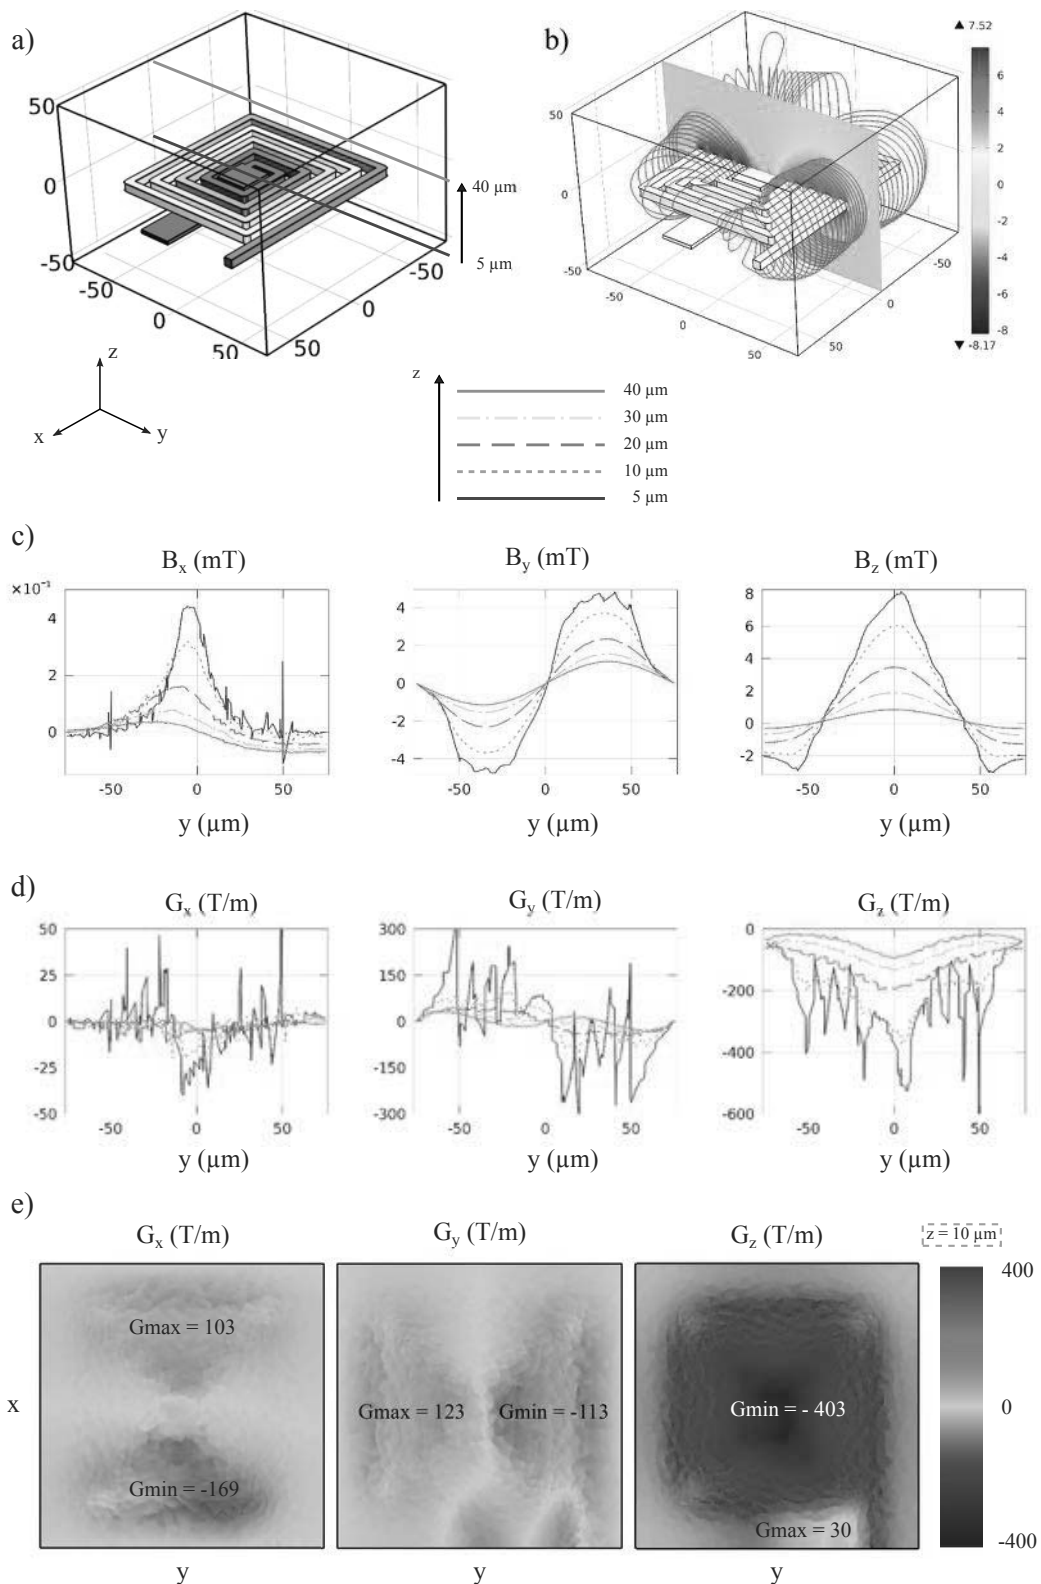 a)
b)
50
0
-50
-50
0
50
50
0
-50
40 µm
5 µm
50
0
-50
-50
0
50
50
0
-50
▲ 7.52
6
4
2
0
-2
-4
-6
-8
▼ -8.17
z
x
y
z
40 µm
30 µm
20 µm
10 µm
5 µm
c)
Bx (mT)
By (mT)
Bz (mT)
4
2
0
-50
0
50
y (µm)
4
2
0
-2
-4
-50
0
50
y (µm)
8
6
4
2
0
-2
-50
0
50
y (µm)
d)
Gx (T/m)
Gy (T/m)
Gz (T/m)
50
25
0
-25
-50
-50
0
50
y (µm)
300
150
0
-150
-300
-50
0
50
y (µm)
0
-200
-400
-600
-50
0
50
y (µm)
e)
Gx (T/m)
Gy (T/m)
Gz (T/m)
z = 10 µm
Gmax = 103
Gmin = -169
Gmax = 123
Gmin = -113
Gmin = - 403
Gmax = 30
400
0
-400
x
y
y
y